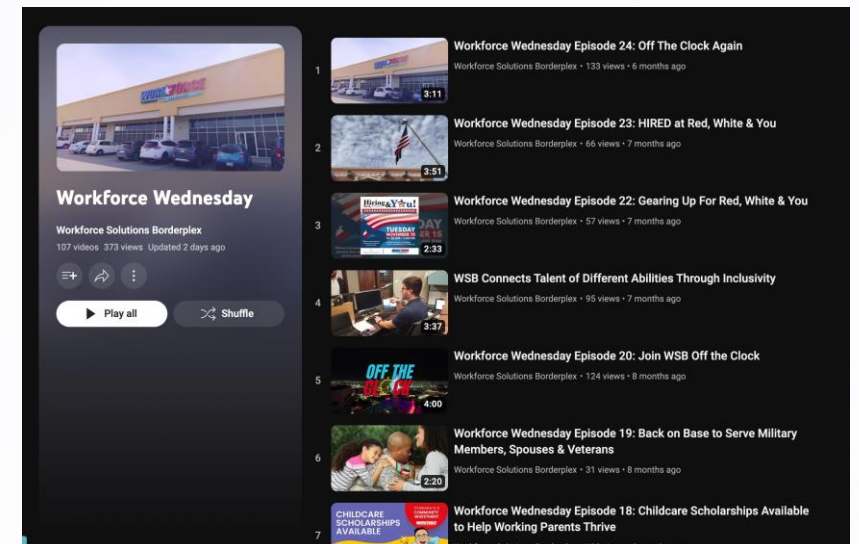 WORKFORCE
Workforce Wednesday
Workforce Solutions Borderplex
107 videos 373 views Updated 2 days ago
Play all
Shuffle
1
3:11
Workforce Wednesday Episode 24: Off The Clock Again
Workforce Solutions Borderplex • 133 views • 6 months ago
2
3:51
Workforce Wednesday Episode 23: HIRED at Red, White & You
Workforce Solutions Borderplex • 66 views • 7 months ago
3
Hiring
& You!
TUESDAY
NOVEMBER 15
2:33
Workforce Wednesday Episode 22: Gearing Up For Red, White & You
Workforce Solutions Borderplex • 57 views • 7 months ago
4
3:37
WSB Connects Talent of Different Abilities Through Inclusivity
Workforce Solutions Borderplex • 95 views • 7 months ago
5
OFF THE
CLOCK
4:00
Workforce Wednesday Episode 20: Join WSB Off the Clock
Workforce Solutions Borderplex • 124 views • 8 months ago
6
2:20
Workforce Wednesday Episode 19: Back on Base to Serve Military
Members, Spouses & Veterans
Workforce Solutions Borderplex • 31 views • 8 months ago
7
CHILDCARE
SCHOLARSHIPS
AVAILABLE
Workforce Wednesday Episode 18: Childcare Scholarships Available
to Help Working Parents Thrive